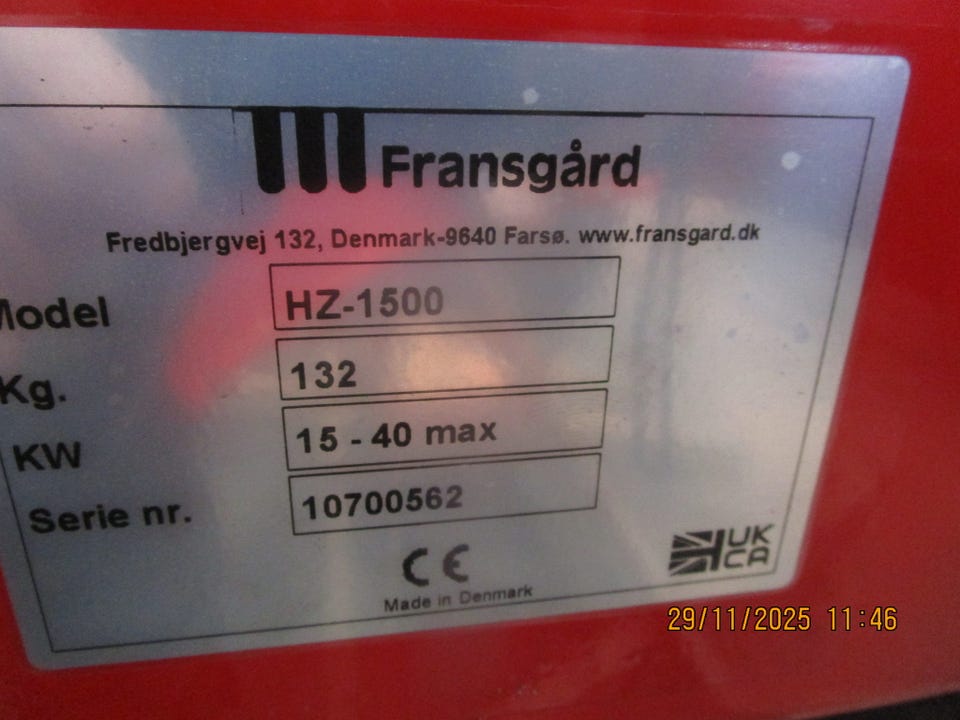 Fransgård
Fredbjergvej 132, Denmark-9640 Farsø. www.fransgard.dk
Model HZ-1500
Kg. 132
KW 15 - 40 max
Serie nr. 10700562
CE
UK
CA
Made in Denmark
29/11/2025 11:46